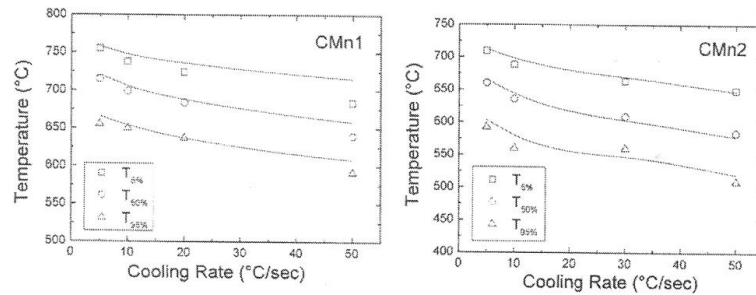 CMn1
800
750
700
650
600
550
500
Temperature (°C)
T5%
T50%
T95%
0 10 20 30 40 50
Cooling Rate (°C/sec)
CMn2
750
700
650
600
550
500
450
400
Temperature (°C)
T5%
T50%
T95%
0 10 20 30 40 50
Cooling Rate (°C/sec)